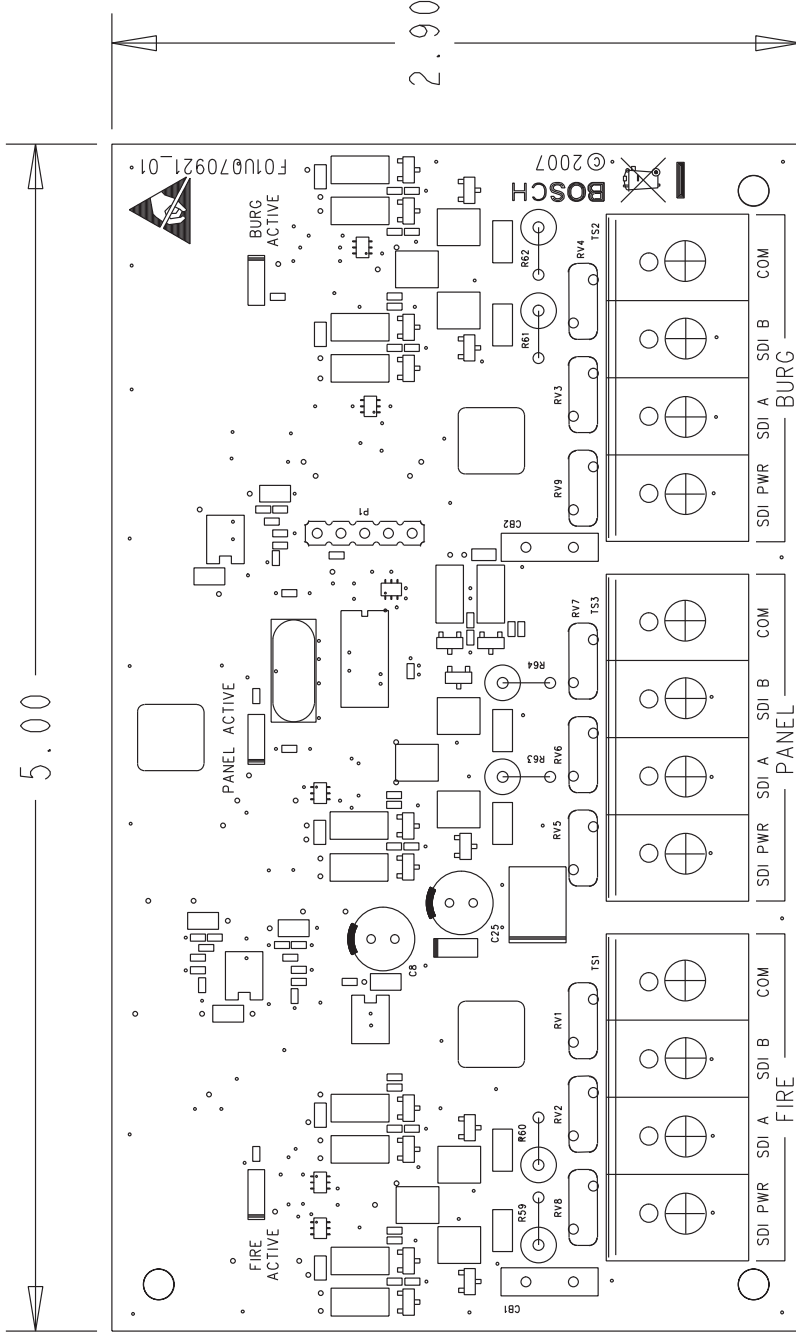 5.00
2.90
F01U070921_01
© 2007
BOSCH
BURG
ACTIVE
PANEL ACTIVE
FIRE
ACTIVE
P1
R62
R61
R64
R63
R60
R59
C8
C25
CB2
CB1
RV4
TS2
RV3
RV9
RV7
TS3
RV6
RV5
RV1
TS1
RV2
RV8
SDI PWR
SDI A
SDI B
COM
FIRE
SDI PWR
SDI A
SDI B
COM
PANEL
SDI PWR
SDI A
SDI B
COM
BURG